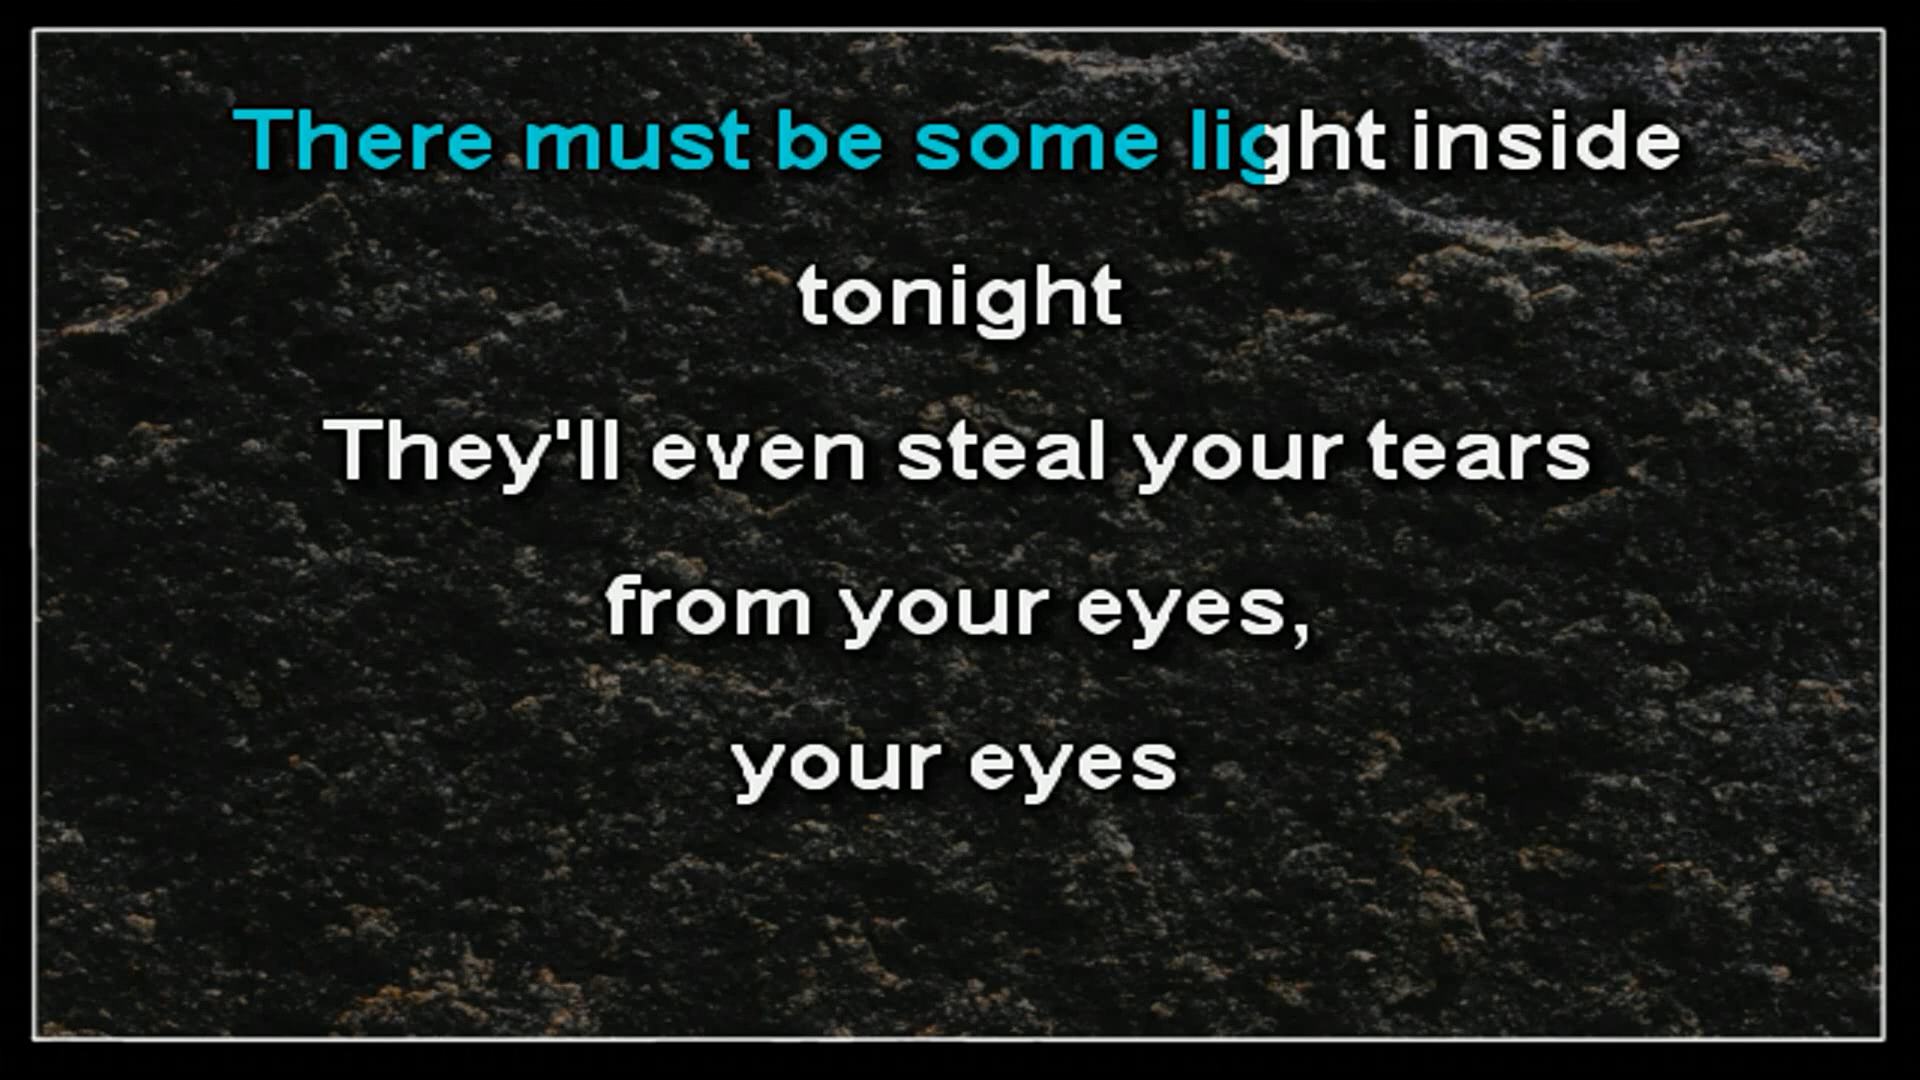 There must be some light inside
tonight
They'll even steal your tears
from your eyes,
your eyes